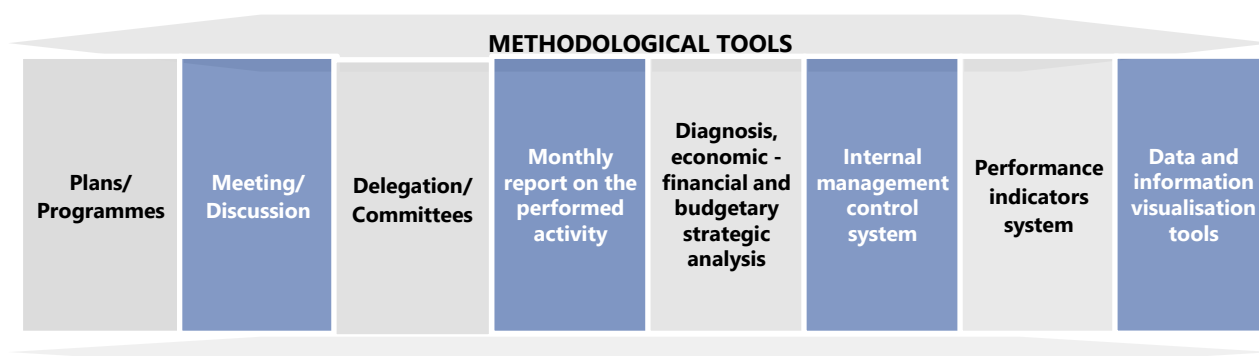 METHODOLOGICAL TOOLS
Plans/
Programmes
Meeting/
Discussion
Delegation/
Committees
Monthly
report on the
performed
activity
Diagnosis,
economic -
financial and
budgetary
strategic
analysis
Internal
management
control
system
Performance
indicators
system
Data and
information
visualisation
tools